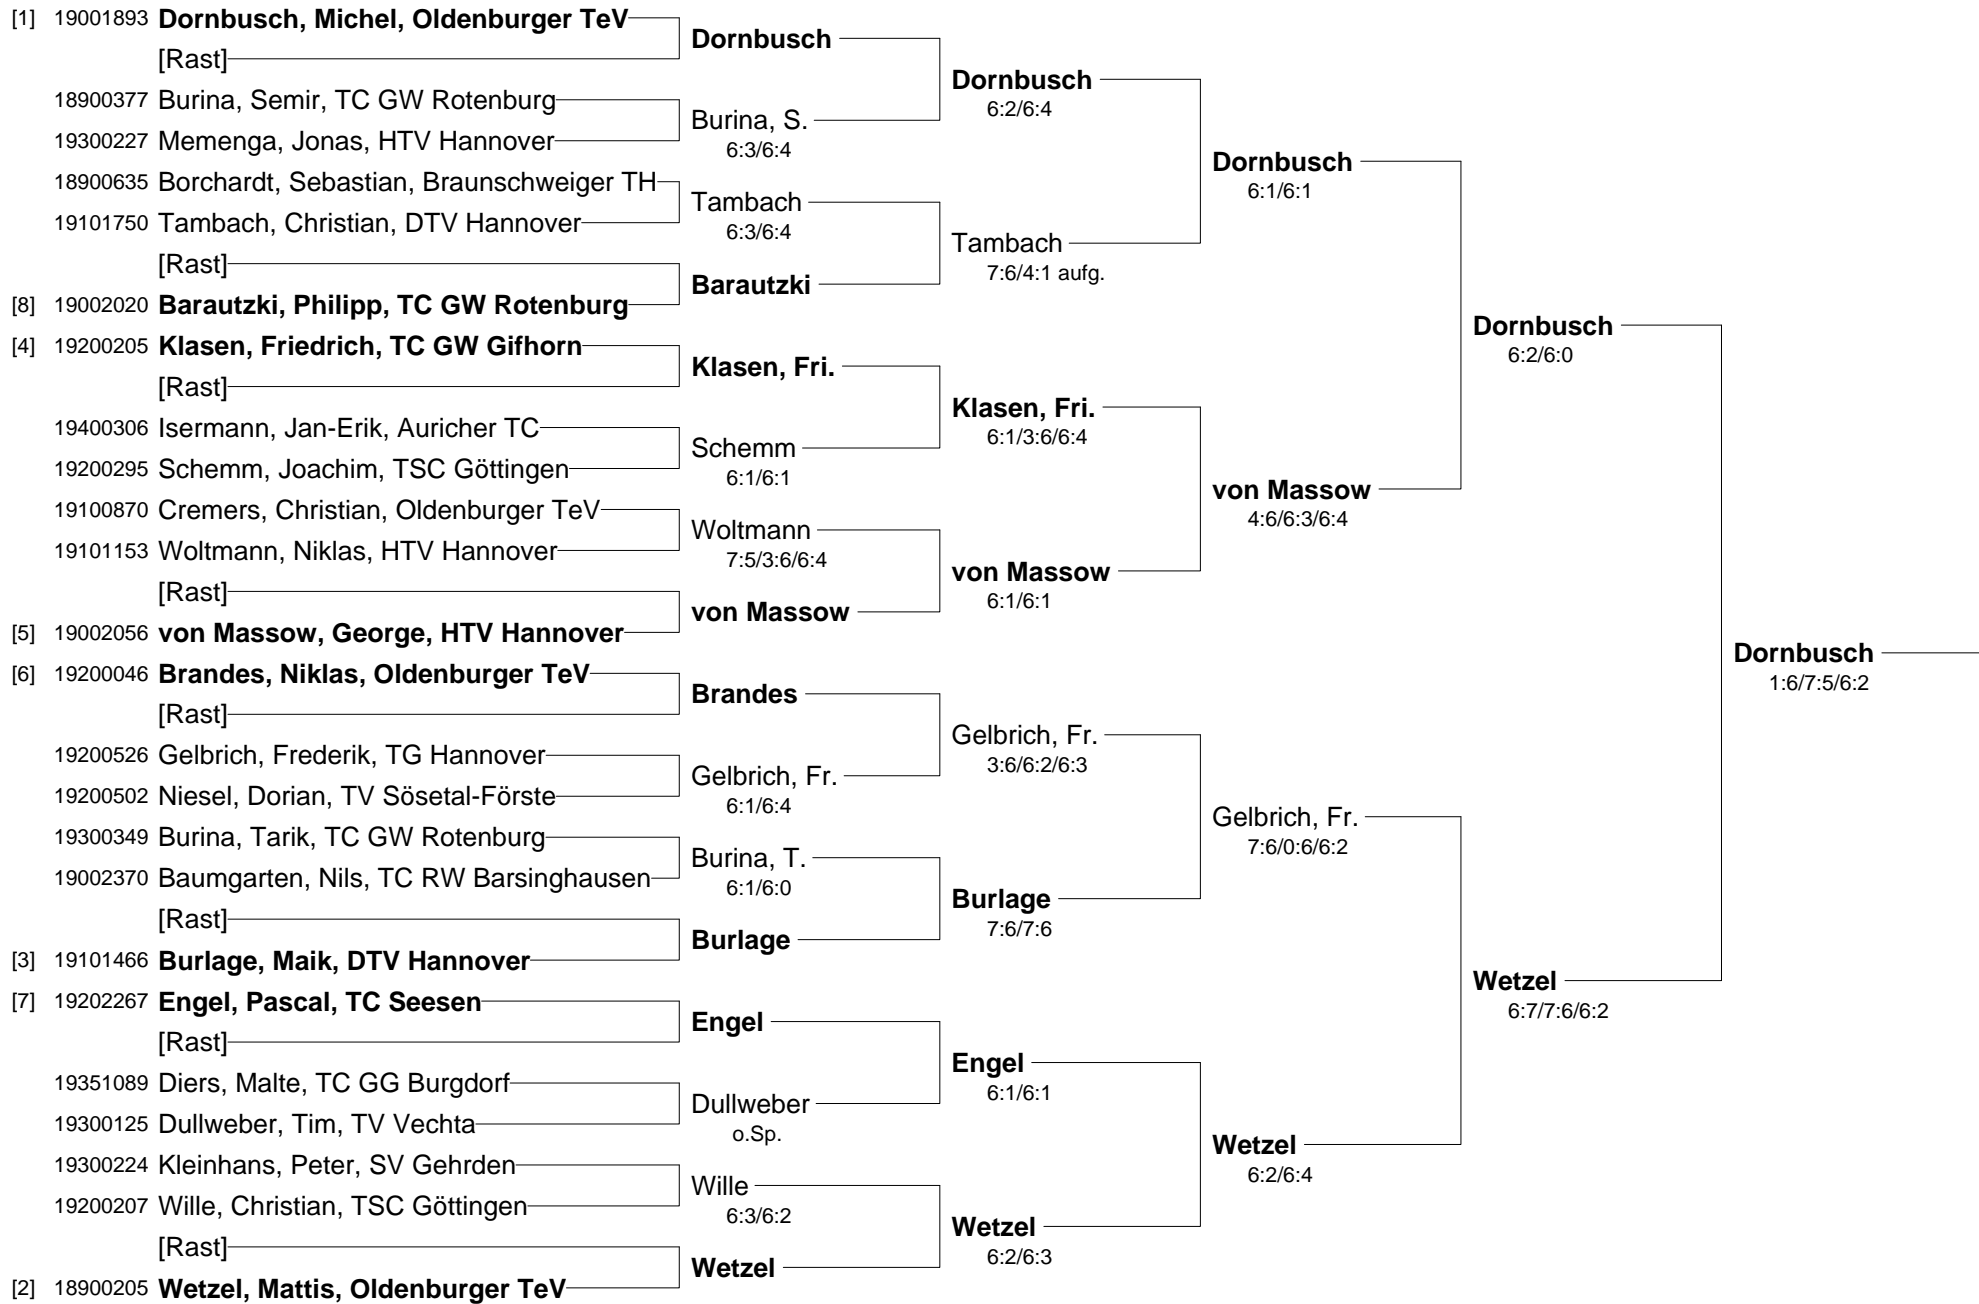 [1] 19001893 Dornbusch, Michel, Oldenburger TeV
[Rast]
18900377 Burina, Semir, TC GW Rotenburg
19300227 Memenga, Jonas, HTV Hannover
18900635 Borchardt, Sebastian, Braunschweiger TH
19101750 Tambach, Christian, DTV Hannover
[Rast]
[8] 19002020 Barautzki, Philipp, TC GW Rotenburg
[4] 19200205 Klasen, Friedrich, TC GW Gifhorn
[Rast]
19400306 Isermann, Jan-Erik, Auricher TC
19200295 Schemm, Joachim, TSC Göttingen
19100870 Cremers, Christian, Oldenburger TeV
19101153 Woltmann, Niklas, HTV Hannover
[Rast]
[5] 19002056 von Massow, George, HTV Hannover
[6] 19200046 Brandes, Niklas, Oldenburger TeV
[Rast]
19200526 Gelbrich, Frederik, TG Hannover
19200502 Niesel, Dorian, TV Sösetal-Förste
19300349 Burina, Tarik, TC GW Rotenburg
19002370 Baumgarten, Nils, TC RW Barsinghausen
[Rast]
[3] 19101466 Burlage, Maik, DTV Hannover
[7] 19202267 Engel, Pascal, TC Seesen
[Rast]
19351089 Diers, Malte, TC GG Burgdorf
19300125 Dullweber, Tim, TV Vechta
19300224 Kleinhans, Peter, SV Gehrden
19200207 Wille, Christian, TSC Göttingen
[Rast]
[2] 18900205 Wetzel, Mattis, Oldenburger TeV
Dornbusch
Burina, S.
6:3/6:4
Tambach
6:3/6:4
Barautzki
Klasen, Fri.
Schemm
6:1/6:1
Woltmann
7:5/3:6/6:4
von Massow
Brandes
Gelbrich, Fr.
6:1/6:4
Burina, T.
6:1/6:0
Burlage
Engel
Dullweber
o.Sp.
Wille
6:3/6:2
Wetzel
Dornbusch
6:2/6:4
Tambach
7:6/4:1 aufg.
Klasen, Fri.
6:1/3:6/6:4
von Massow
6:1/6:1
Gelbrich, Fr.
3:6/6:2/6:3
Burlage
7:6/7:6
Engel
6:1/6:1
Wetzel
6:2/6:3
Dornbusch
6:1/6:1
von Massow
4:6/6:3/6:4
Gelbrich, Fr.
7:6/0:6/6:2
Wetzel
6:2/6:4
Dornbusch
6:2/6:0
Wetzel
6:7/7:6/6:2
Dornbusch
1:6/7:5/6:2